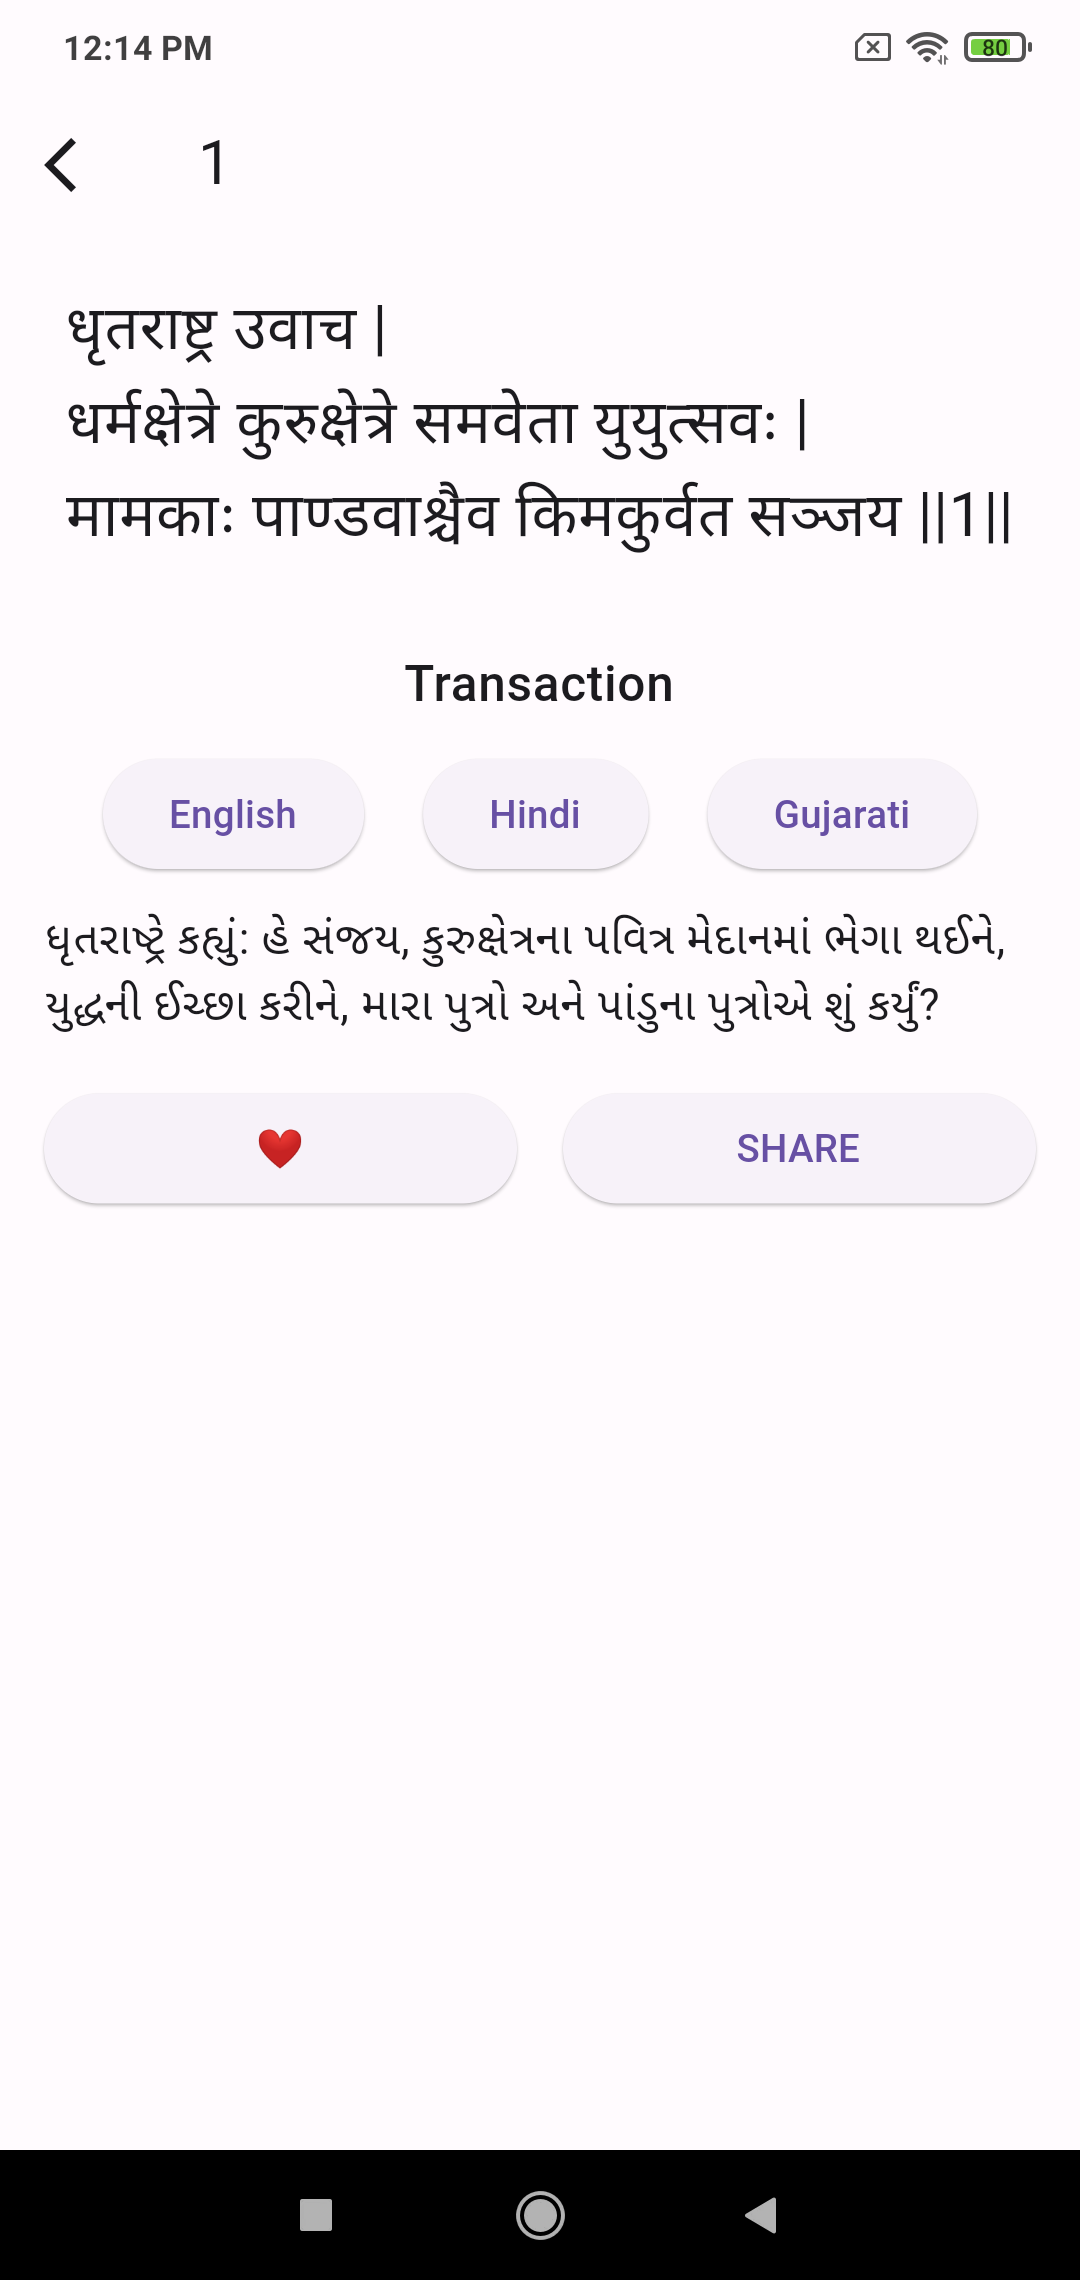 12:14 PM
80
1
धृतराष्ट्र उवाच |
धर्मक्षेत्रे कुरुक्षेत्रे समवेता युयुत्सवः |
मामकाः पाण्डवाश्चैव किमकुर्वत सञ्जय ||1||
Transaction
English Hindi Gujarati
ધૃતરાષ્ટ્રે કહ્યું: હે સંજય, કુરુક્ષેત્રના પવિત્ર મેદાનમાં ભેગા થઈને,
યુદ્ધની ઈચ્છા કરીને, મારા પુત્રો અને પાંડુના પુત્રોએ શું કર્યું?
❤️ SHARE